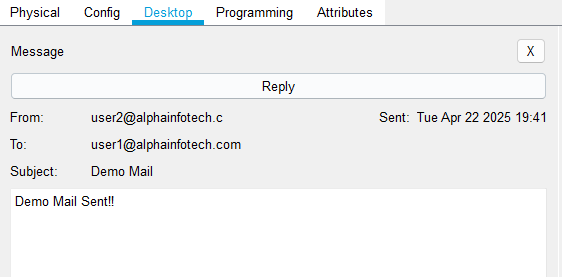 Physical Config Desktop Programming Attributes
Message X
Reply
From: user2@alphainfotech.c Sent: Tue Apr 22 2025 19:41
To: user1@alphainfotech.com
Subject: Demo Mail
Demo Mail Sent!!